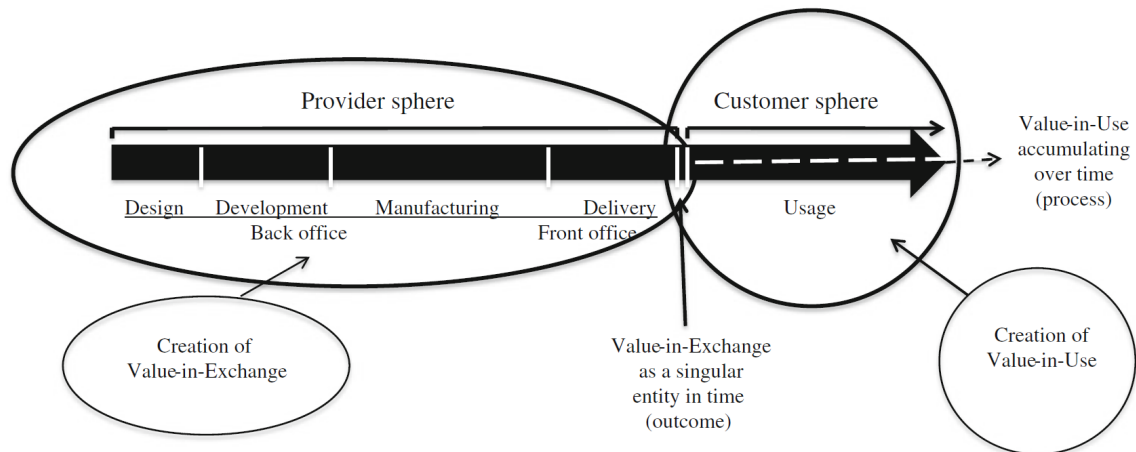 Provider sphere
Customer sphere
Value-in-Use
accumulating
over time
(process)
Design Development Manufacturing Delivery
Usage
Back office
Front office
Creation of
Value-in-Exchange
Value-in-Exchange
as a singular
entity in time
(outcome)
Creation of
Value-in-Use